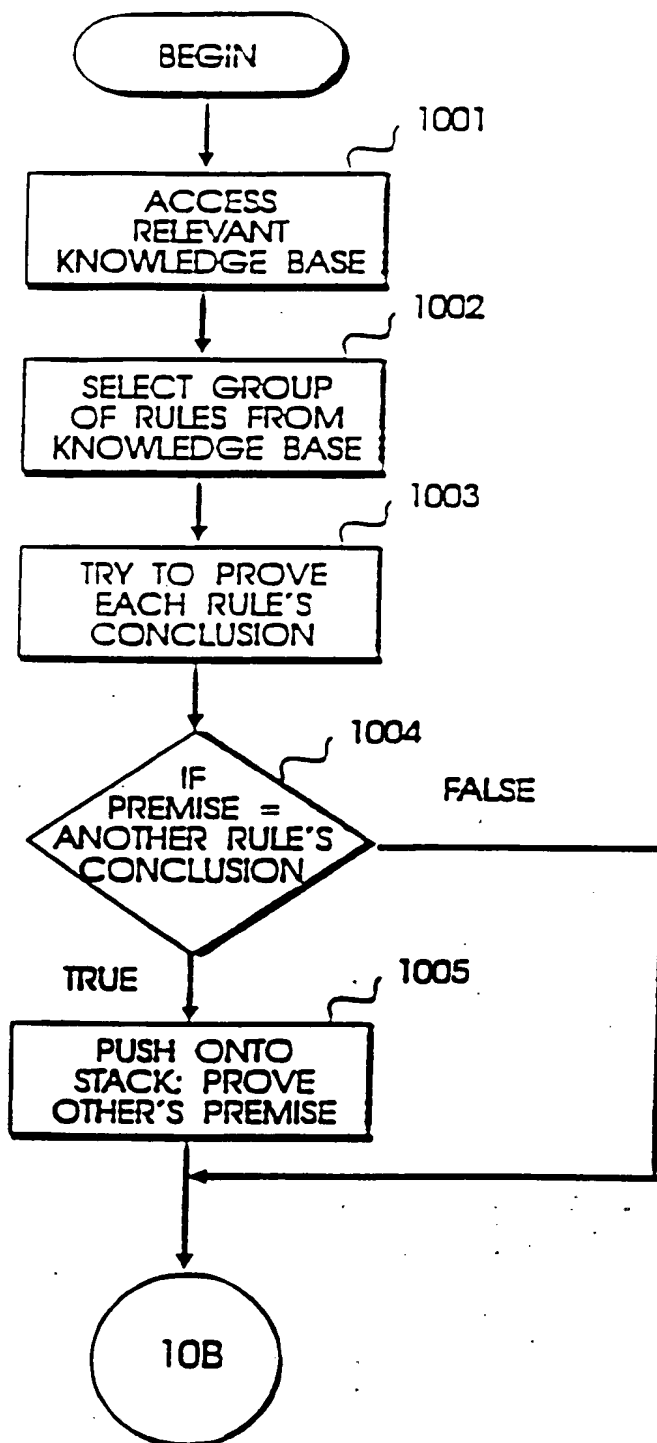 BEGIN
1001
ACCESS
RELEVANT
KNOWLEDGE BASE
1002
SELECT GROUP
OF RULES FROM
KNOWLEDGE BASE
1003
TRY TO PROVE
EACH RULE'S
CONCLUSION
1004
IF
PREMISE =
ANOTHER RULE'S
CONCLUSION
FALSE
TRUE
1005
PUSH ONTO
STACK: PROVE
OTHER'S PREMISE
10B